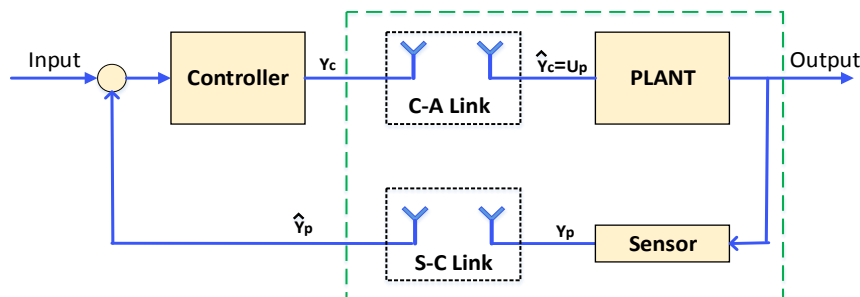 Input
Controller
Yc
C-A Link
Ŷc=Up
PLANT
Output
Ŷp
S-C Link
Yp
Sensor